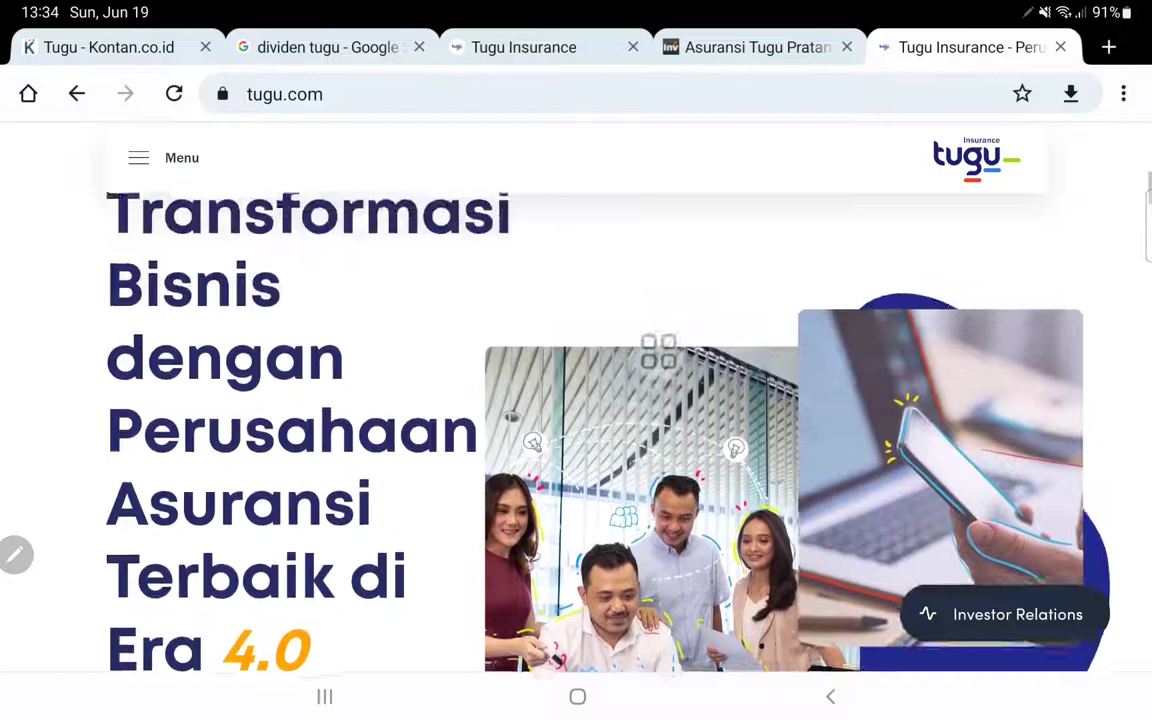 13:34 Sun, Jun 19 91%
Tugu - Kontan.co.id
dividen tugu - Google
Tugu Insurance
Asuransi Tugu Pratan
Tugu Insurance - Peru
tugu.com
Menu
Insurance
tugu
Transformasi
Bisnis
dengan
Perusahaan
Asuransi
Terbaik di
Era 4.0
Investor Relations